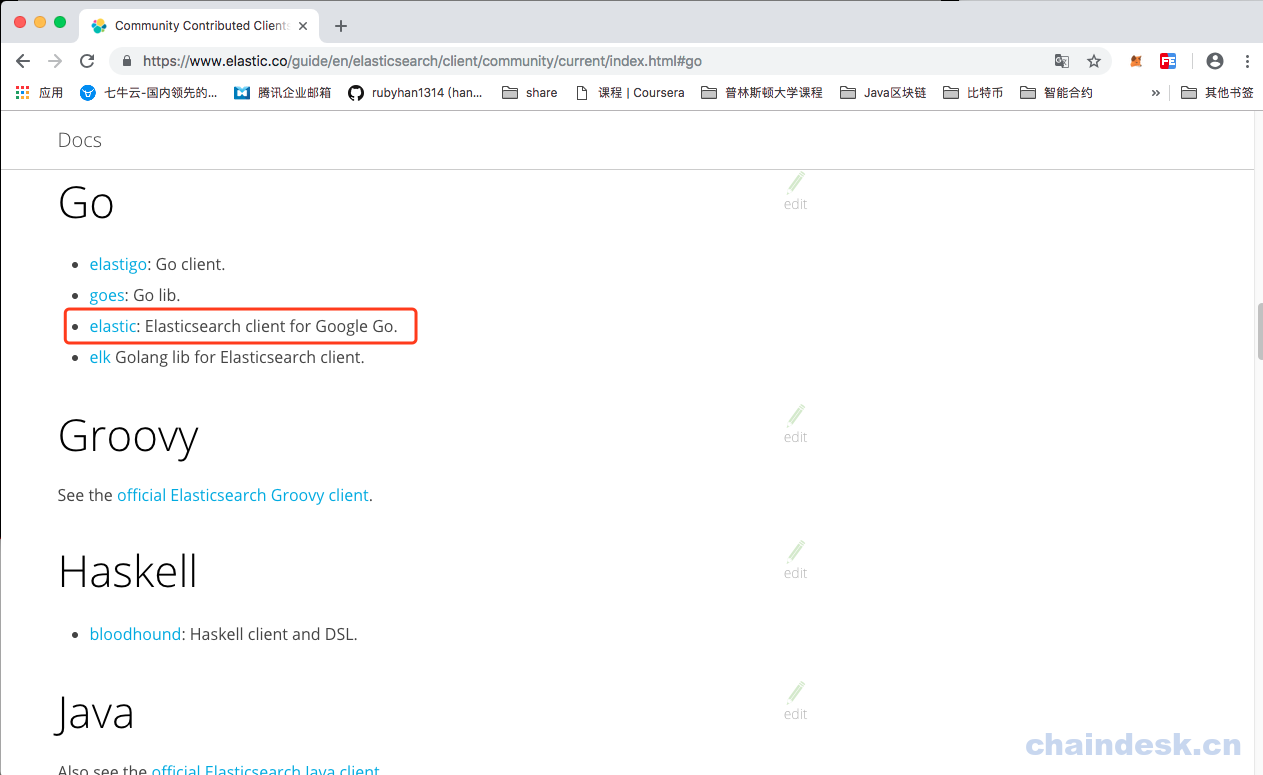 Community Contributed Clients
https://www.elastic.co/guide/en/elasticsearch/client/community/current/index.html#go
应用 七牛云-国内领先的... 腾讯企业邮箱 rubyhan1314 (han... share 课程 | Coursera 普林斯顿大学课程 Java区块链 比特币 智能合约 » 其他书签
Docs
Go
edit
elastigo: Go client.
goes: Go lib.
elastic: Elasticsearch client for Google Go.
elk Golang lib for Elasticsearch client.
Groovy
edit
See the official Elasticsearch Groovy client.
Haskell
edit
bloodhound: Haskell client and DSL.
Java
edit
Also see the official Elasticsearch Java client
chaindesk.cn